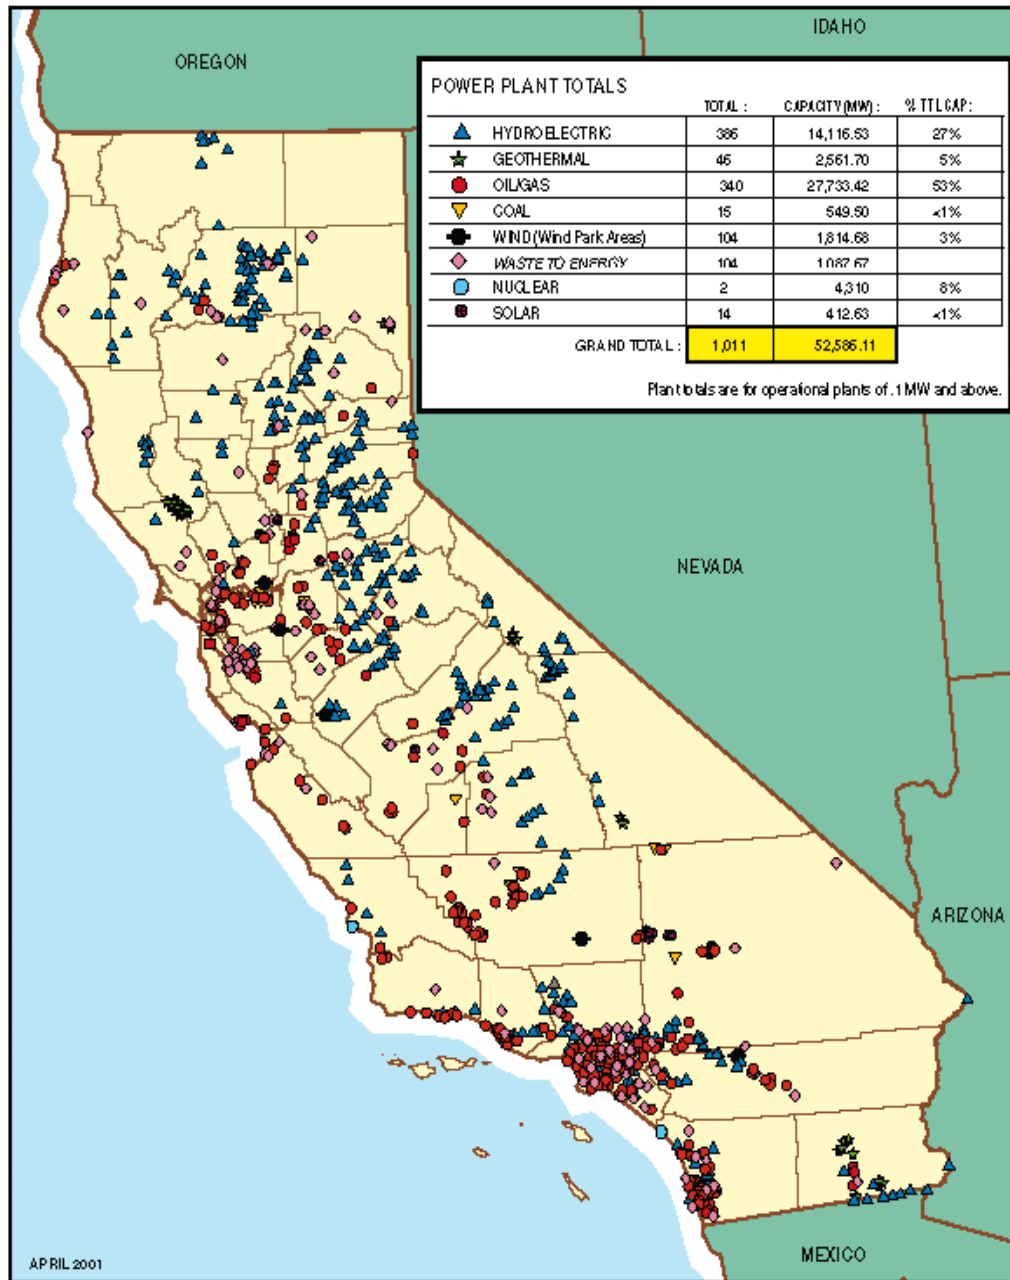 IDAHO
OREGON
POWER PLANT TOTALS
TOTAL : CAPACITY (MW) : % TTL CAP :
HYDROELECTRIC 386 14,116.53 27%
GEOTHERMAL 46 2,561.70 5%
OIL/GAS 340 27,733.42 53%
COAL 15 549.50 <1%
WIND (Wind Park Areas) 104 1,814.68 3%
WASTE TO ENERGY 104 1,087.67
NUCLEAR 2 4,310 8%
SOLAR 14 412.63 <1%
GRAND TOTAL : 1,011 52,586.11
Plant totals are for operational plants of .1 MW and above.
NEVADA
ARIZONA
MEXICO
APRIL 2001